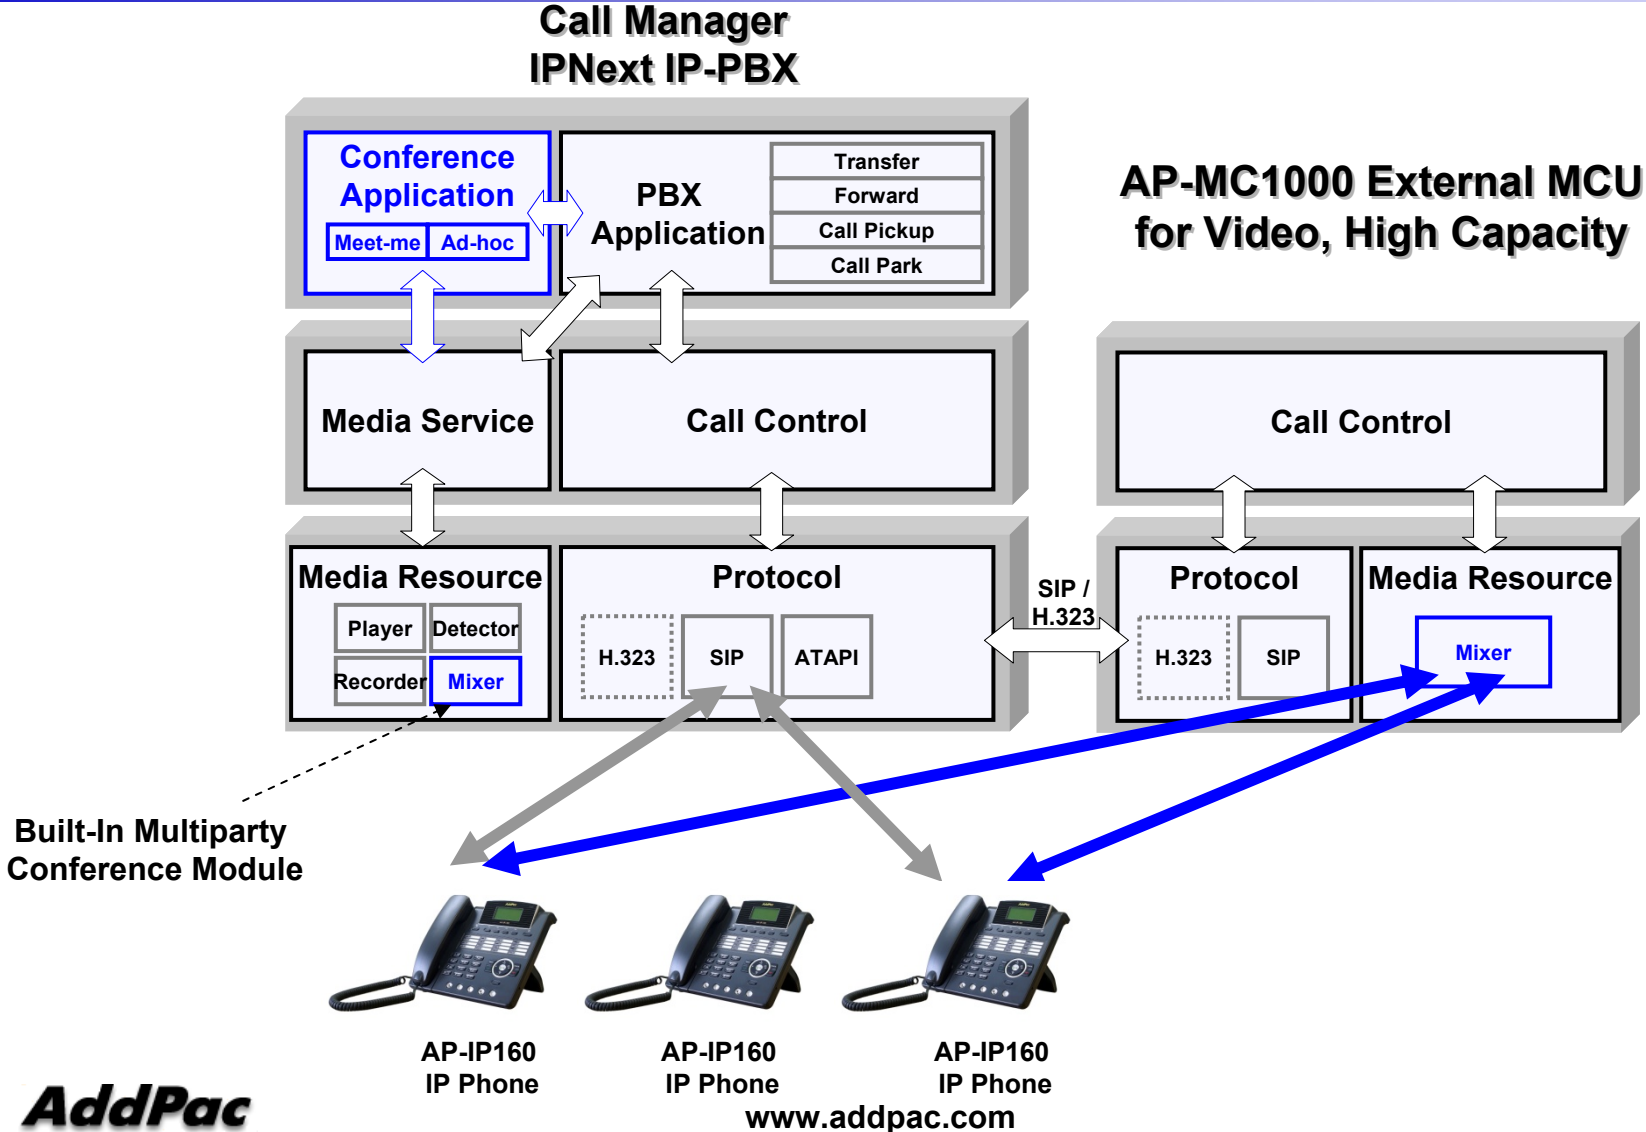 Call Manager
IPNext IP-PBX
AP-MC1000 External MCU
for Video, High Capacity
Conference
Application
Meet-me
Ad-hoc
PBX
Application
Transfer
Forward
Call Pickup
Call Park
Media Service
Call Control
Call Control
Media Resource
Player
Detector
Recorder
Mixer
Protocol
H.323
SIP
ATAPI
SIP /
H.323
Protocol
H.323
SIP
Media Resource
Mixer
Built-In Multiparty
Conference Module
AP-IP160
IP Phone
AP-IP160
IP Phone
AP-IP160
IP Phone
AddPac
www.addpac.com